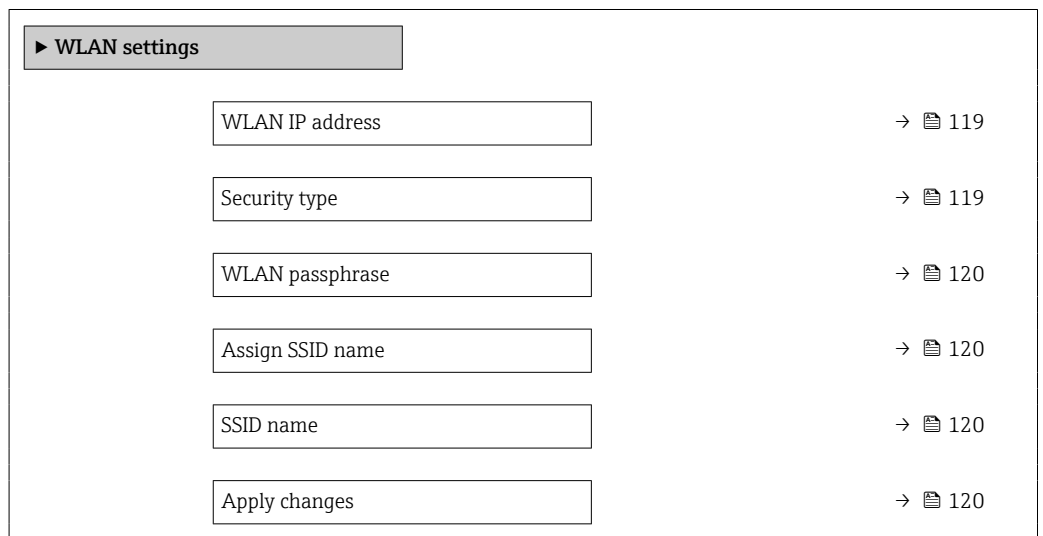 ▶ WLAN settings
WLAN IP address → 119
Security type → 119
WLAN passphrase → 120
Assign SSID name → 120
SSID name → 120
Apply changes → 120